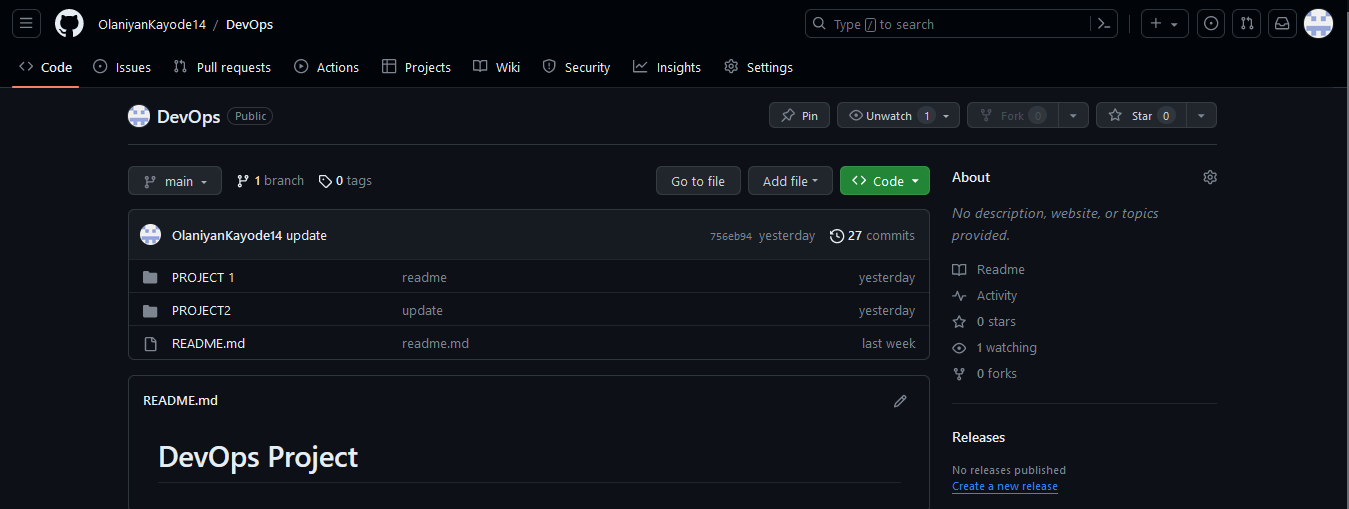 OlaniyanKayode14 / DevOps
Type / to search
Code Issues Pull requests Actions Projects Wiki Security Insights Settings
DevOps Public
Pin Unwatch 1 Fork 0 Star 0
main 1 branch 0 tags
Go to file Add file Code
OlaniyanKayode14 update 756eb94 yesterday 27 commits
PROJECT 1 readme yesterday
PROJECT2 update yesterday
README.md readme.md last week
README.md
DevOps Project
About
No description, website, or topics
provided.
Readme
Activity
0 stars
1 watching
0 forks
Releases
No releases published
Create a new release